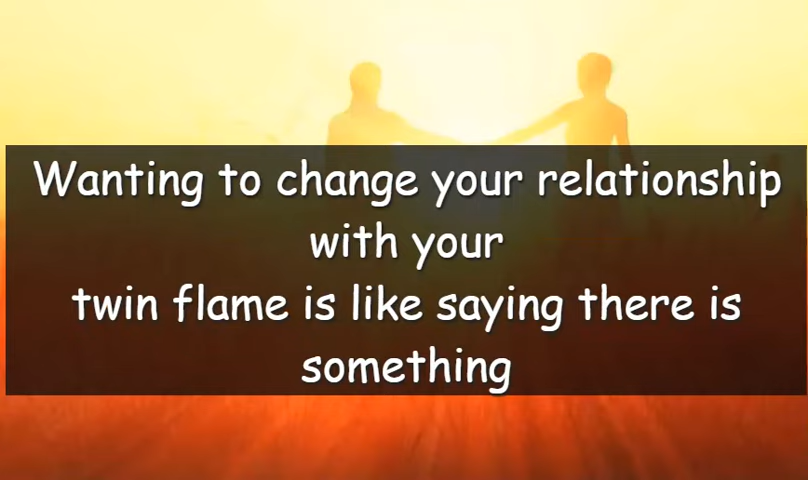 Wanting to change your relationship
with your
twin flame is like saying there is
something